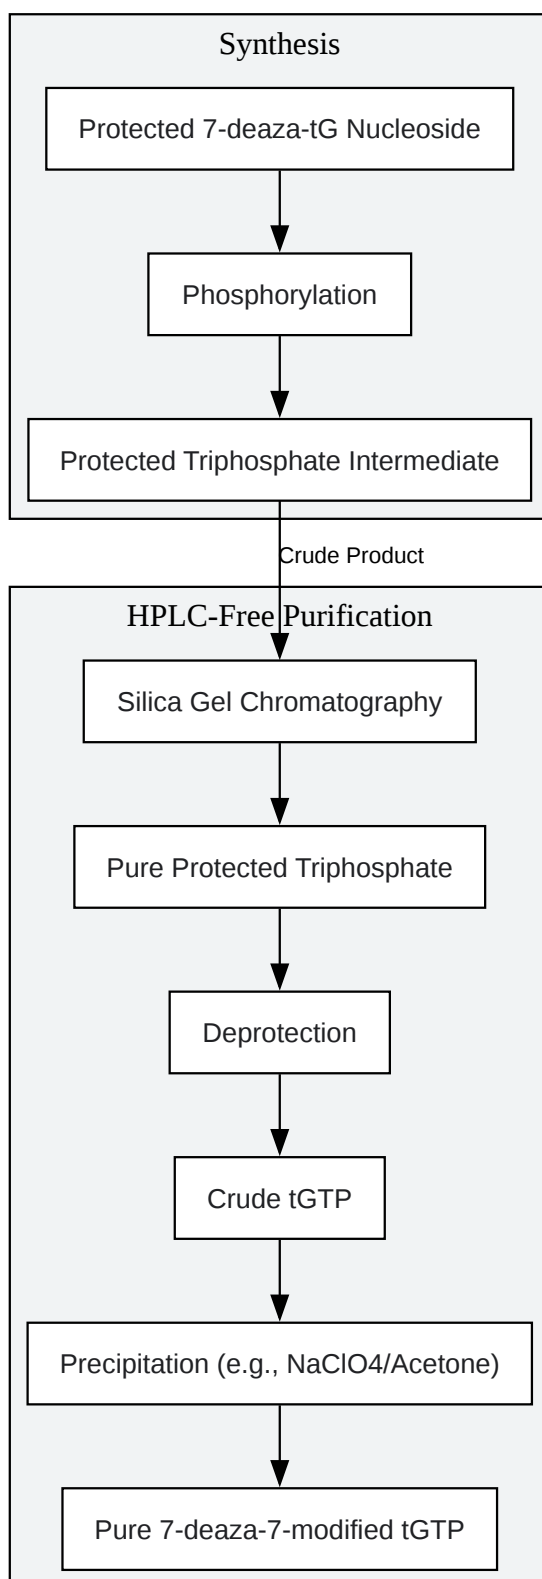 Synthesis
Protected 7-deaza-tG Nucleoside
Phosphorylation
Protected Triphosphate Intermediate
Crude Product
HPLC-Free Purification
Silica Gel Chromatography
Pure Protected Triphosphate
Deprotection
Crude tGTP
Precipitation (e.g., NaClO4/Acetone)
Pure 7-deaza-7-modified tGTP